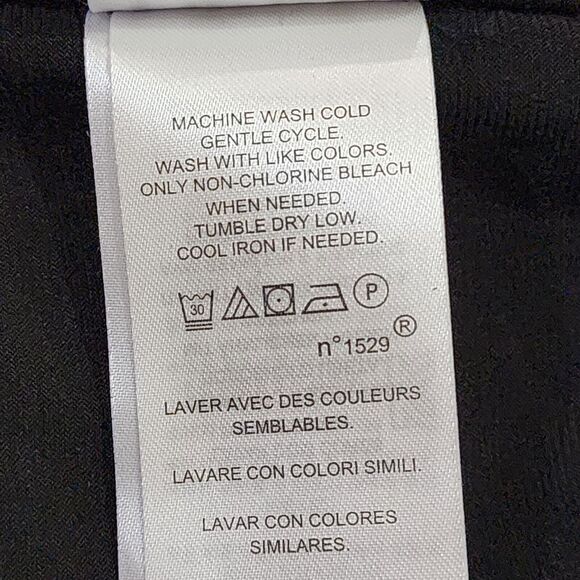 MACHINE WASH COLD
GENTLE CYCLE.
WASH WITH LIKE COLORS.
ONLY NON-CHLORINE BLEACH
WHEN NEEDED.
TUMBLE DRY LOW.
COOL IRON IF NEEDED.
30 P
n°1529®
LAVER AVEC DES COULEURS
SEMBLABLES.
LAVARE CON COLORI SIMILI.
LAVAR CON COLORES
SIMILARES.